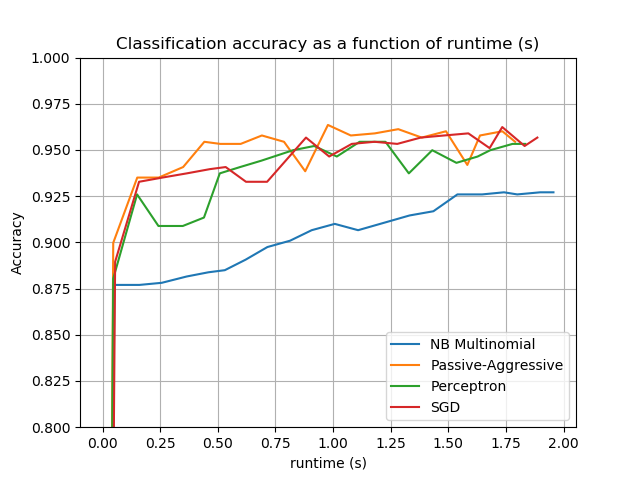 Classification accuracy as a function of runtime (s)
1.000
0.975
0.950
0.925
0.900
0.875
0.850
0.825
0.800
Accuracy
NB Multinomial
Passive-Aggressive
Perceptron
SGD
0.00 0.25 0.50 0.75 1.00 1.25 1.50 1.75 2.00
runtime (s)